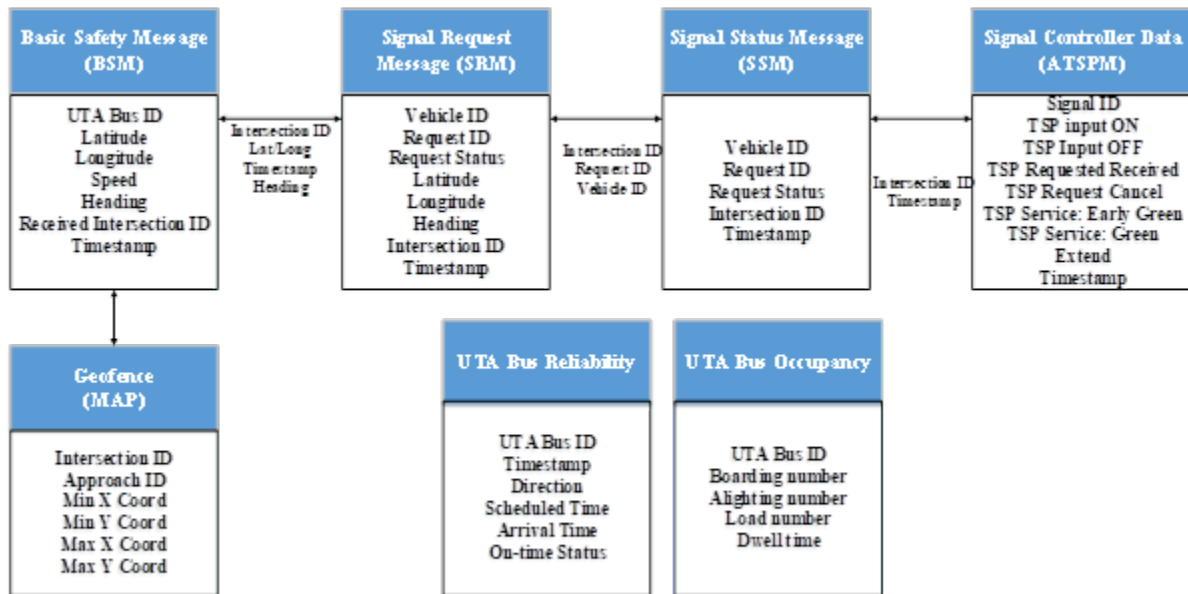 Basic Safety Message
(BSM)
UTA Bus ID
Latitude
Longitude
Speed
Heading
Received Intersection ID
Timestamp
Intersection ID
Lat/Long
Timestamp
Heading
Signal Request
Message (SRM)
Vehicle ID
Request ID
Request Status
Latitude
Longitude
Heading
Intersection ID
Timestamp
Intersection ID
Request ID
Vehicle ID
Signal Status Message
(SSM)
Vehicle ID
Request ID
Request Status
Intersection ID
Timestamp
Intersection ID
Timestamp
Signal Controller Data
(ATSPM)
Signal ID
TSP input ON
TSP Input OFF
TSP Requested Received
TSP Request Cancel
TSP Service: Early Green
TSP Service: Green
Extend
Timestamp
Geofence
(MAP)
Intersection ID
Approach ID
Min X Coord
Min Y Coord
Max X Coord
Max Y Coord
UTA Bus Reliability
UTA Bus ID
Timestamp
Direction
Scheduled Time
Arrival Time
On-time Status
UTA Bus Occupancy
UTA Bus ID
Boarding number
Alighting number
Load number
Dwell time